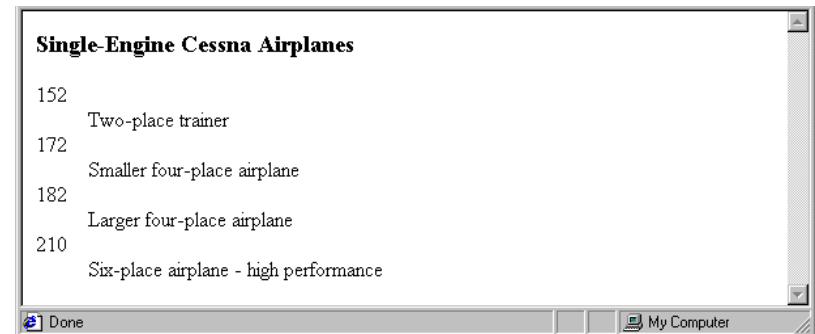 Single-Engine Cessna Airplanes
152
Two-place trainer
172
Smaller four-place airplane
182
Larger four-place airplane
210
Six-place airplane - high performance
Done
My Computer